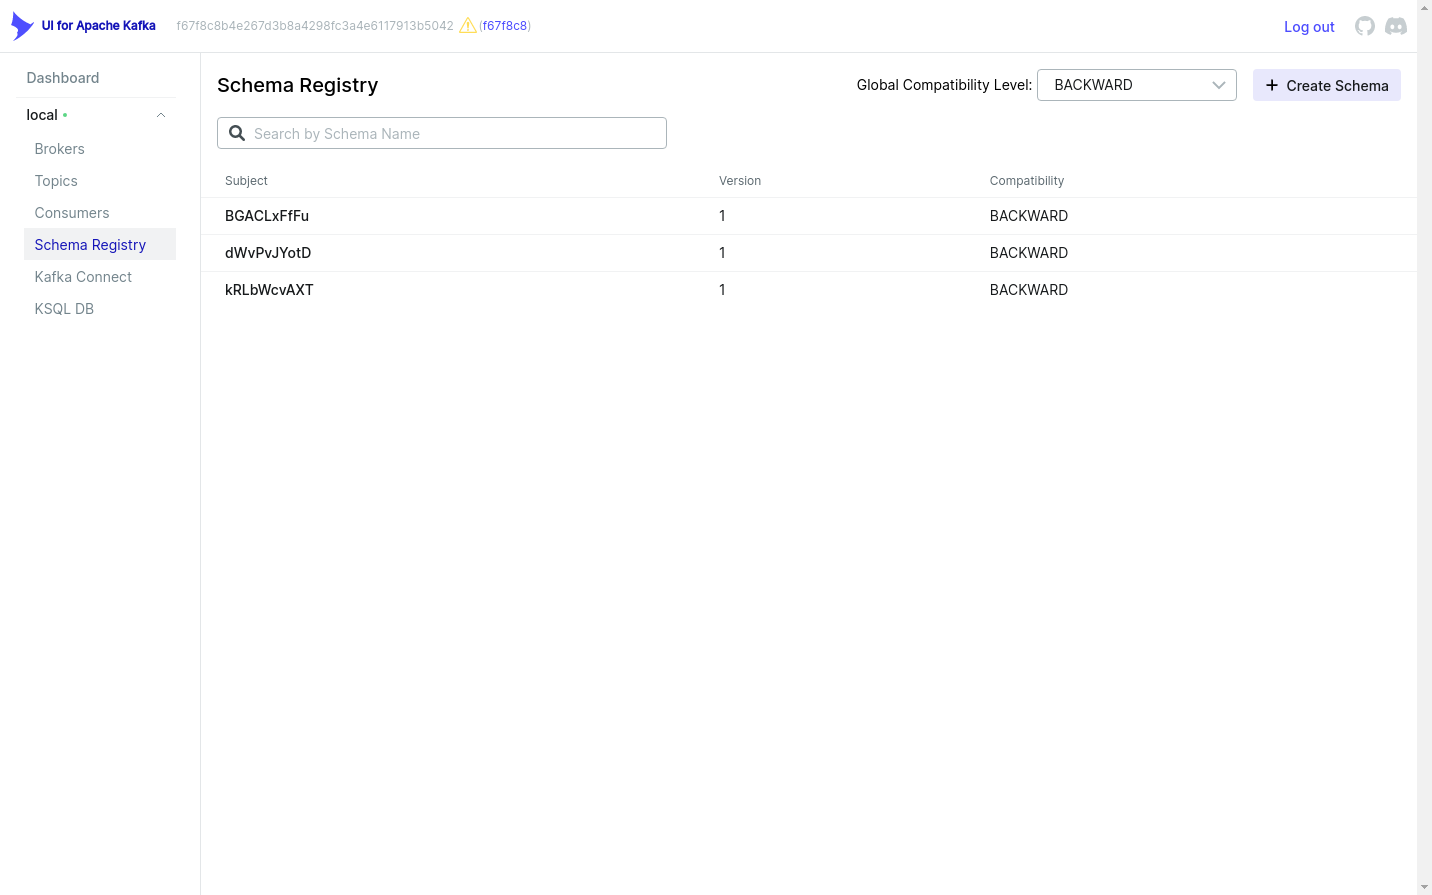 UI for Apache Kafka f67f8c8b4e267d3b8a4298fc3a4e6117913b5042 (f67f8c8) Log out
Dashboard
local
Brokers
Topics
Consumers
Schema Registry
Kafka Connect
KSQL DB
Schema Registry Global Compatibility Level: BACKWARD Create Schema
Search by Schema Name
Subject Version Compatibility
BGACLxFfFu 1 BACKWARD
dWvPvJYotD 1 BACKWARD
kRLbWcvAXT 1 BACKWARD